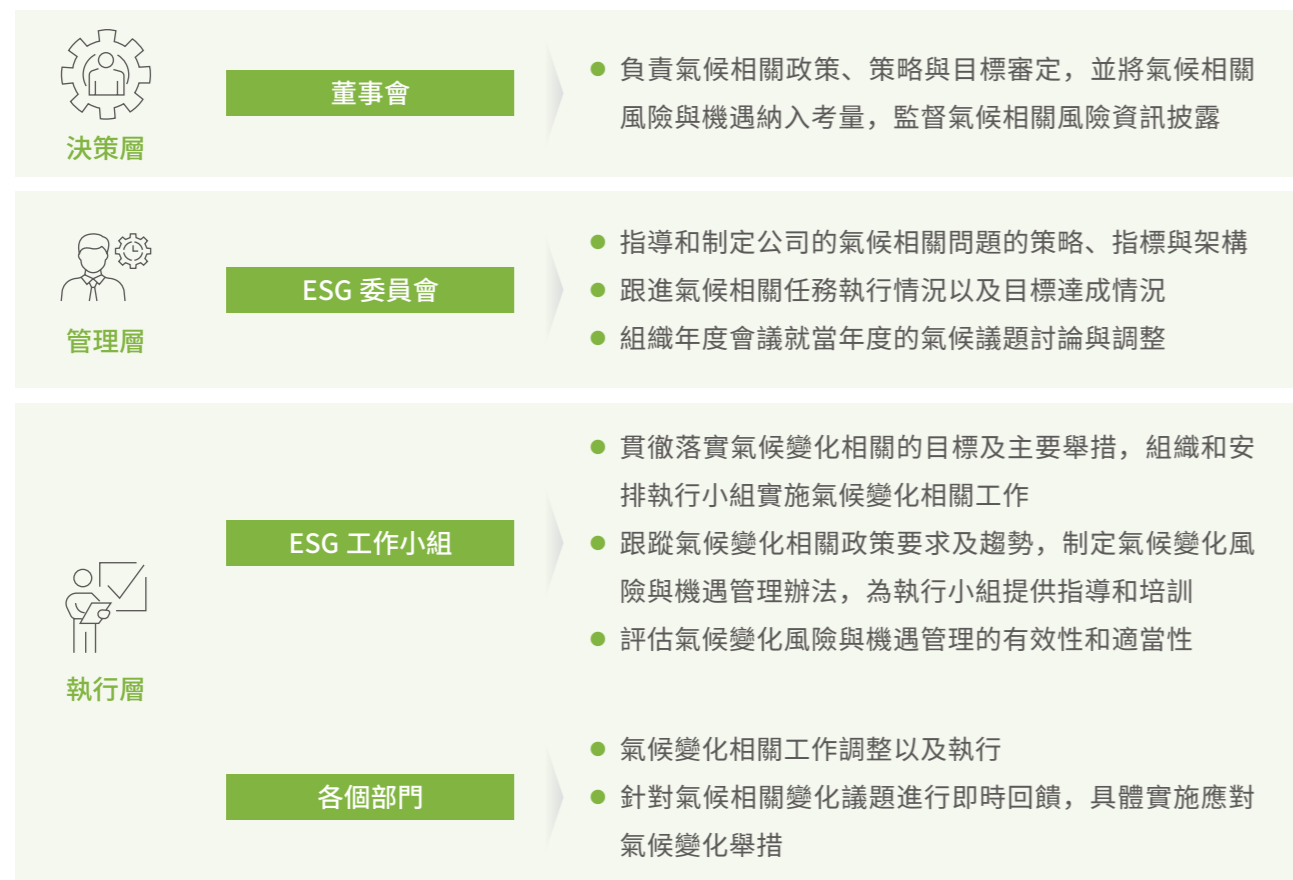 決策層
董事會
● 負責氣候相關政策、策略與目標審定，並將氣候相關
風險與機遇納入考量，監督氣候相關風險資訊披露
管理層
ESG 委員會
● 指導和制定公司的氣候相關問題的策略、指標與架構
● 跟進氣候相關任務執行情況以及目標達成情況
● 組織年度會議就當年度的氣候議題討論與調整
執行層
ESG 工作小組
● 貫徹落實氣候變化相關的目標及主要舉措，組織和安
排執行小組實施氣候變化相關工作
● 跟蹤氣候變化相關政策要求及趨勢，制定氣候變化風
險與機遇管理辦法，為執行小組提供指導和培訓
● 評估氣候變化風險與機遇管理的有效性和適當性
各個部門
● 氣候變化相關工作調整以及執行
● 針對氣候相關變化議題進行即時回饋，具體實施應對
氣候變化舉措